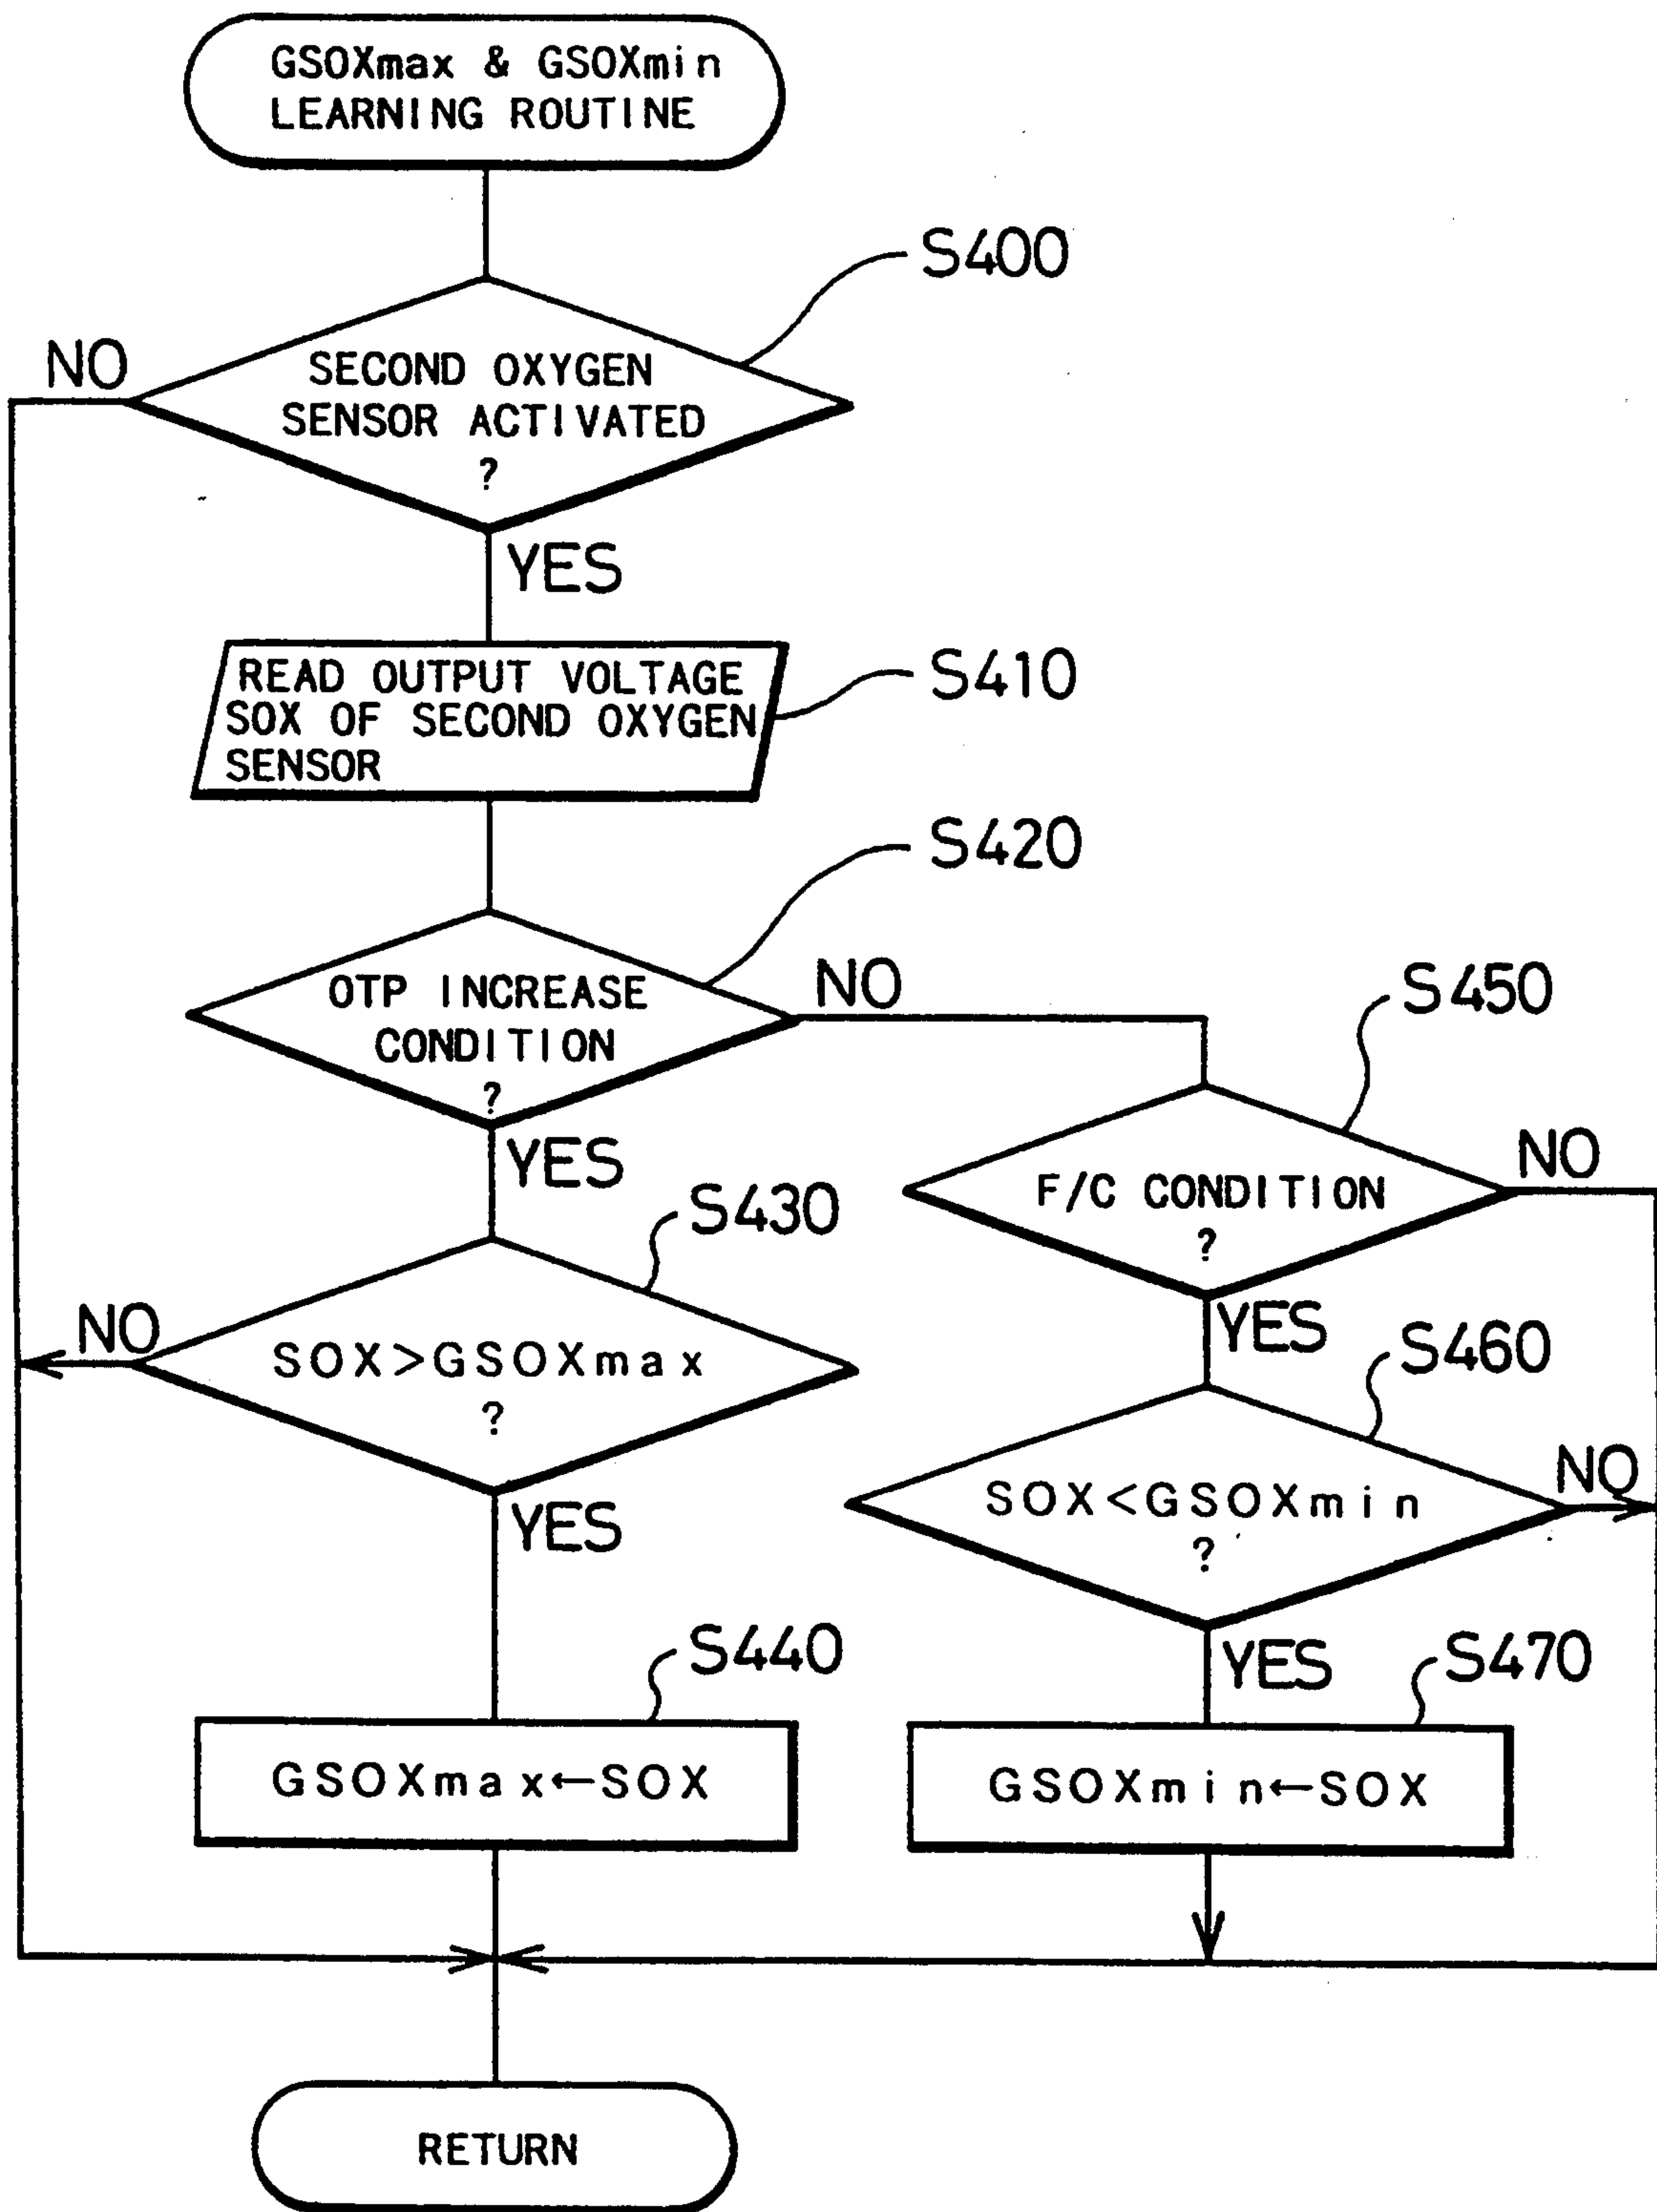 GSOXmax & GSOXmin
LEARNING ROUTINE
S400
NO
SECOND OXYGEN
SENSOR ACTIVATED
?
YES
READ OUTPUT VOLTAGE
SOX OF SECOND OXYGEN
SENSOR
S410
S420
OTP INCREASE
CONDITION
?
NO
YES
S450
F/C CONDITION
?
NO
YES
S430
SOX>GSOXmax
?
NO
YES
S460
SOX<GSOXmin
?
NO
YES
S440
GSOXmax←SOX
S470
GSOXmin←SOX
RETURN